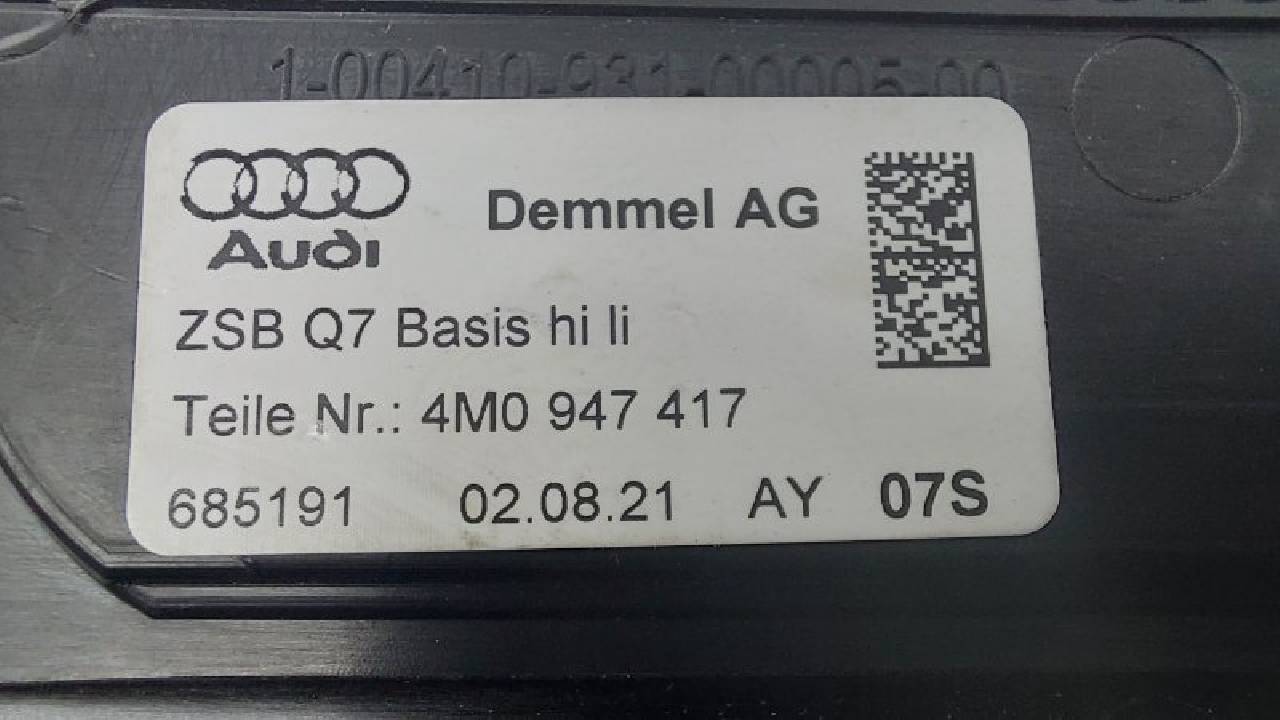 1-00410-931-00005-00
Audi
Demmel AG
ZSB Q7 Basis hi li
Teile Nr.: 4M0 947 417
685191 02.08.21 AY 07S